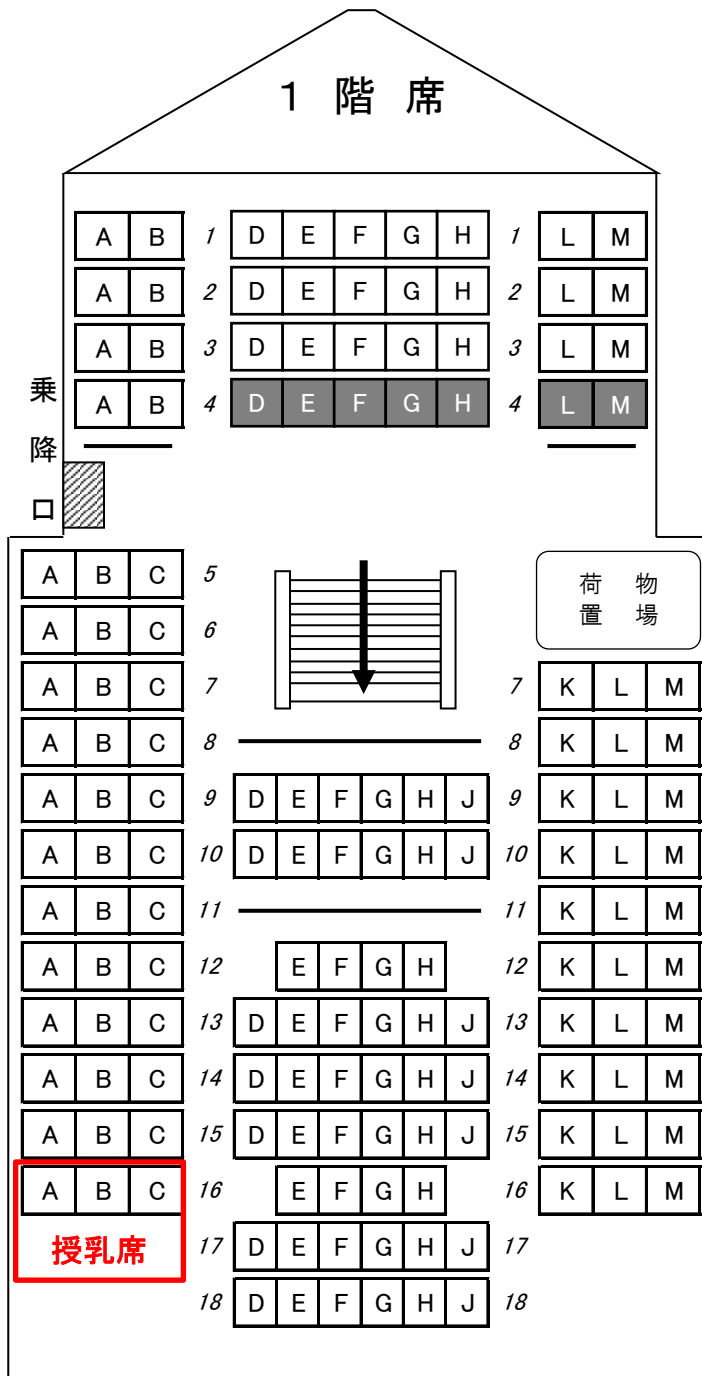 1 階 席
A B 1 D E F G H 1 L M
A B 2 D E F G H 2 L M
A B 3 D E F G H 3 L M
A B 4 D E F G H 4 L M
乗降口
A B C 5 荷 物
置 場
A B C 6
A B C 7 7 K L M
A B C 8 8 K L M
A B C 9 D E F G H J 9 K L M
A B C 10 D E F G H J 10 K L M
A B C 11 11 K L M
A B C 12 E F G H 12 K L M
A B C 13 D E F G H J 13 K L M
A B C 14 D E F G H J 14 K L M
A B C 15 D E F G H J 15 K L M
A B C 16 E F G H 16 K L M
授乳席 17 D E F G H J 17
18 D E F G H J 18